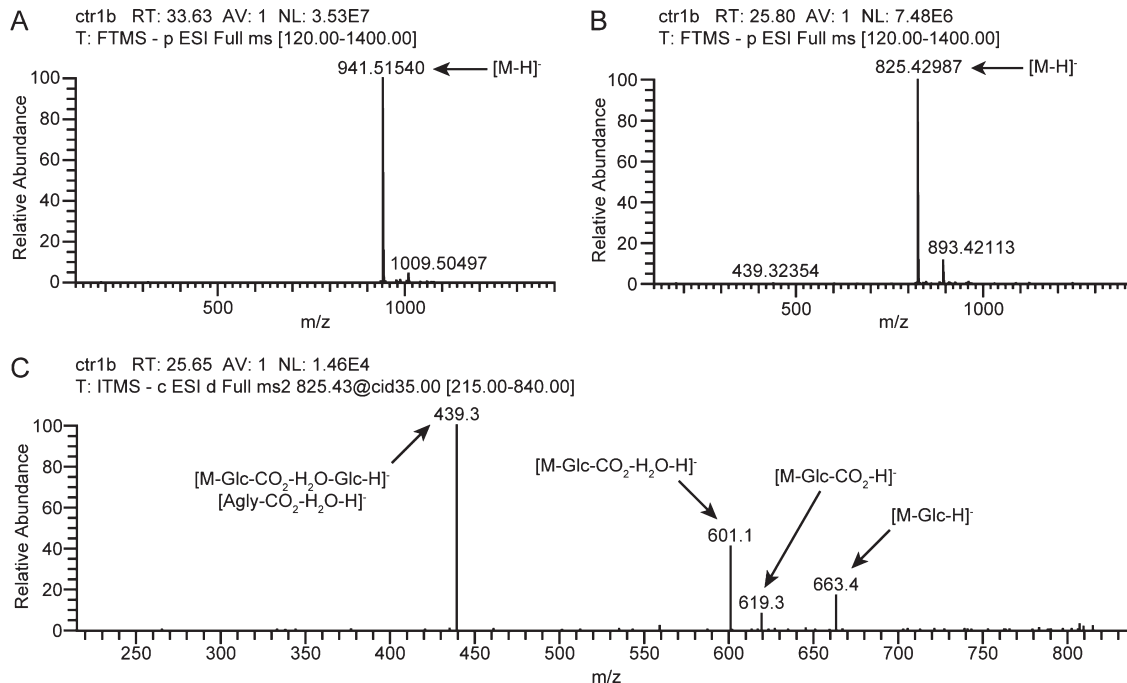 A
ctr1b RT: 33.63 AV: 1 NL: 3.53E7
T: FTMS - p ESI Full ms [120.00-1400.00]
941.51540
[M-H]⁻
100
80
60
40
20
0
Relative Abundance
1009.50497
500
1000
m/z
B
ctr1b RT: 25.80 AV: 1 NL: 7.48E6
T: FTMS - p ESI Full ms [120.00-1400.00]
825.42987
[M-H]⁻
100
80
60
40
20
0
Relative Abundance
439.32354
893.42113
500
1000
m/z
C
ctr1b RT: 25.65 AV: 1 NL: 1.46E4
T: ITMS - c ESI d Full ms2 825.43@cid35.00 [215.00-840.00]
100
80
60
40
20
0
Relative Abundance
439.3
[M-Glc-CO₂-H₂O-Glc-H]⁻
[Agly-CO₂-H₂O-H]⁻
[M-Glc-CO₂-H₂O-H]⁻
601.1
[M-Glc-CO₂-H]⁻
619.3
[M-Glc-H]⁻
663.4
250 300 350 400 450 500 550 600 650 700 750 800
m/z